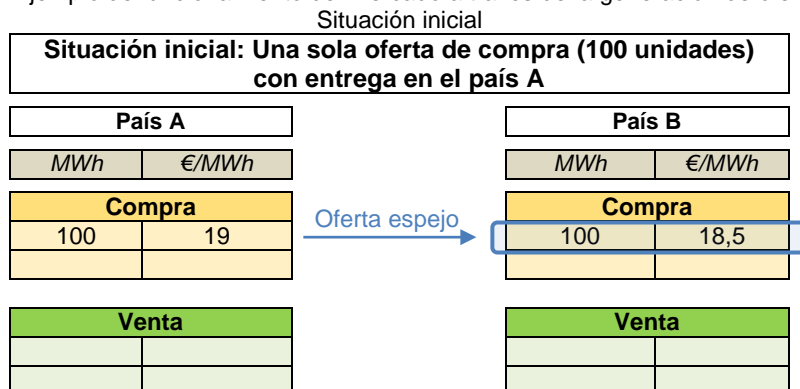 Situación inicial
Situación inicial: Una sola oferta de compra (100 unidades)
con entrega en el país A
País A
País B
MWh €/MWh
MWh €/MWh
Compra
Oferta espejo
Compra
100 19
100 18,5
Venta
Venta